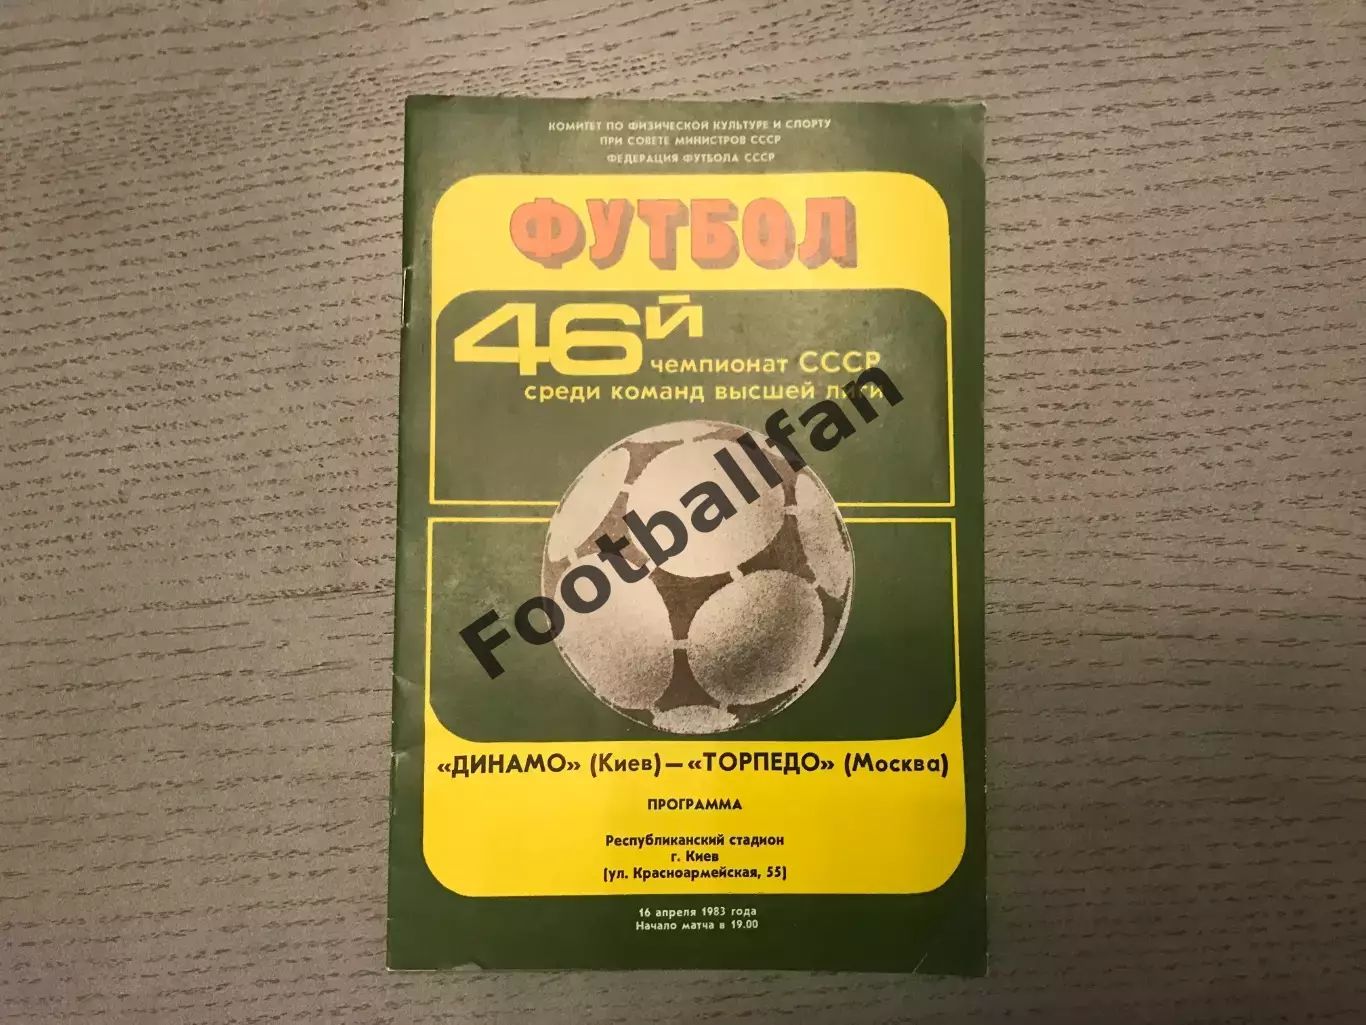 КОМИТЕТ ПО ФИЗИЧЕСКОЙ КУЛЬТУРЕ И СПОРТУ
ПРИ СОВЕТЕ МИНИСТРОВ СССР
ФЕДЕРАЦИЯ ФУТБОЛА СССР
ФУТБОЛ
46й
чемпионат СССР
среди команд высшей лиги
Footballfan
«ДИНАМО» (Киев) — «ТОРПЕДО» (Москва)
ПРОГРАММА
Республиканский стадион
г. Киев
(ул. Красноармейская, 55)
16 апреля 1983 года
Начало матча в 19.00